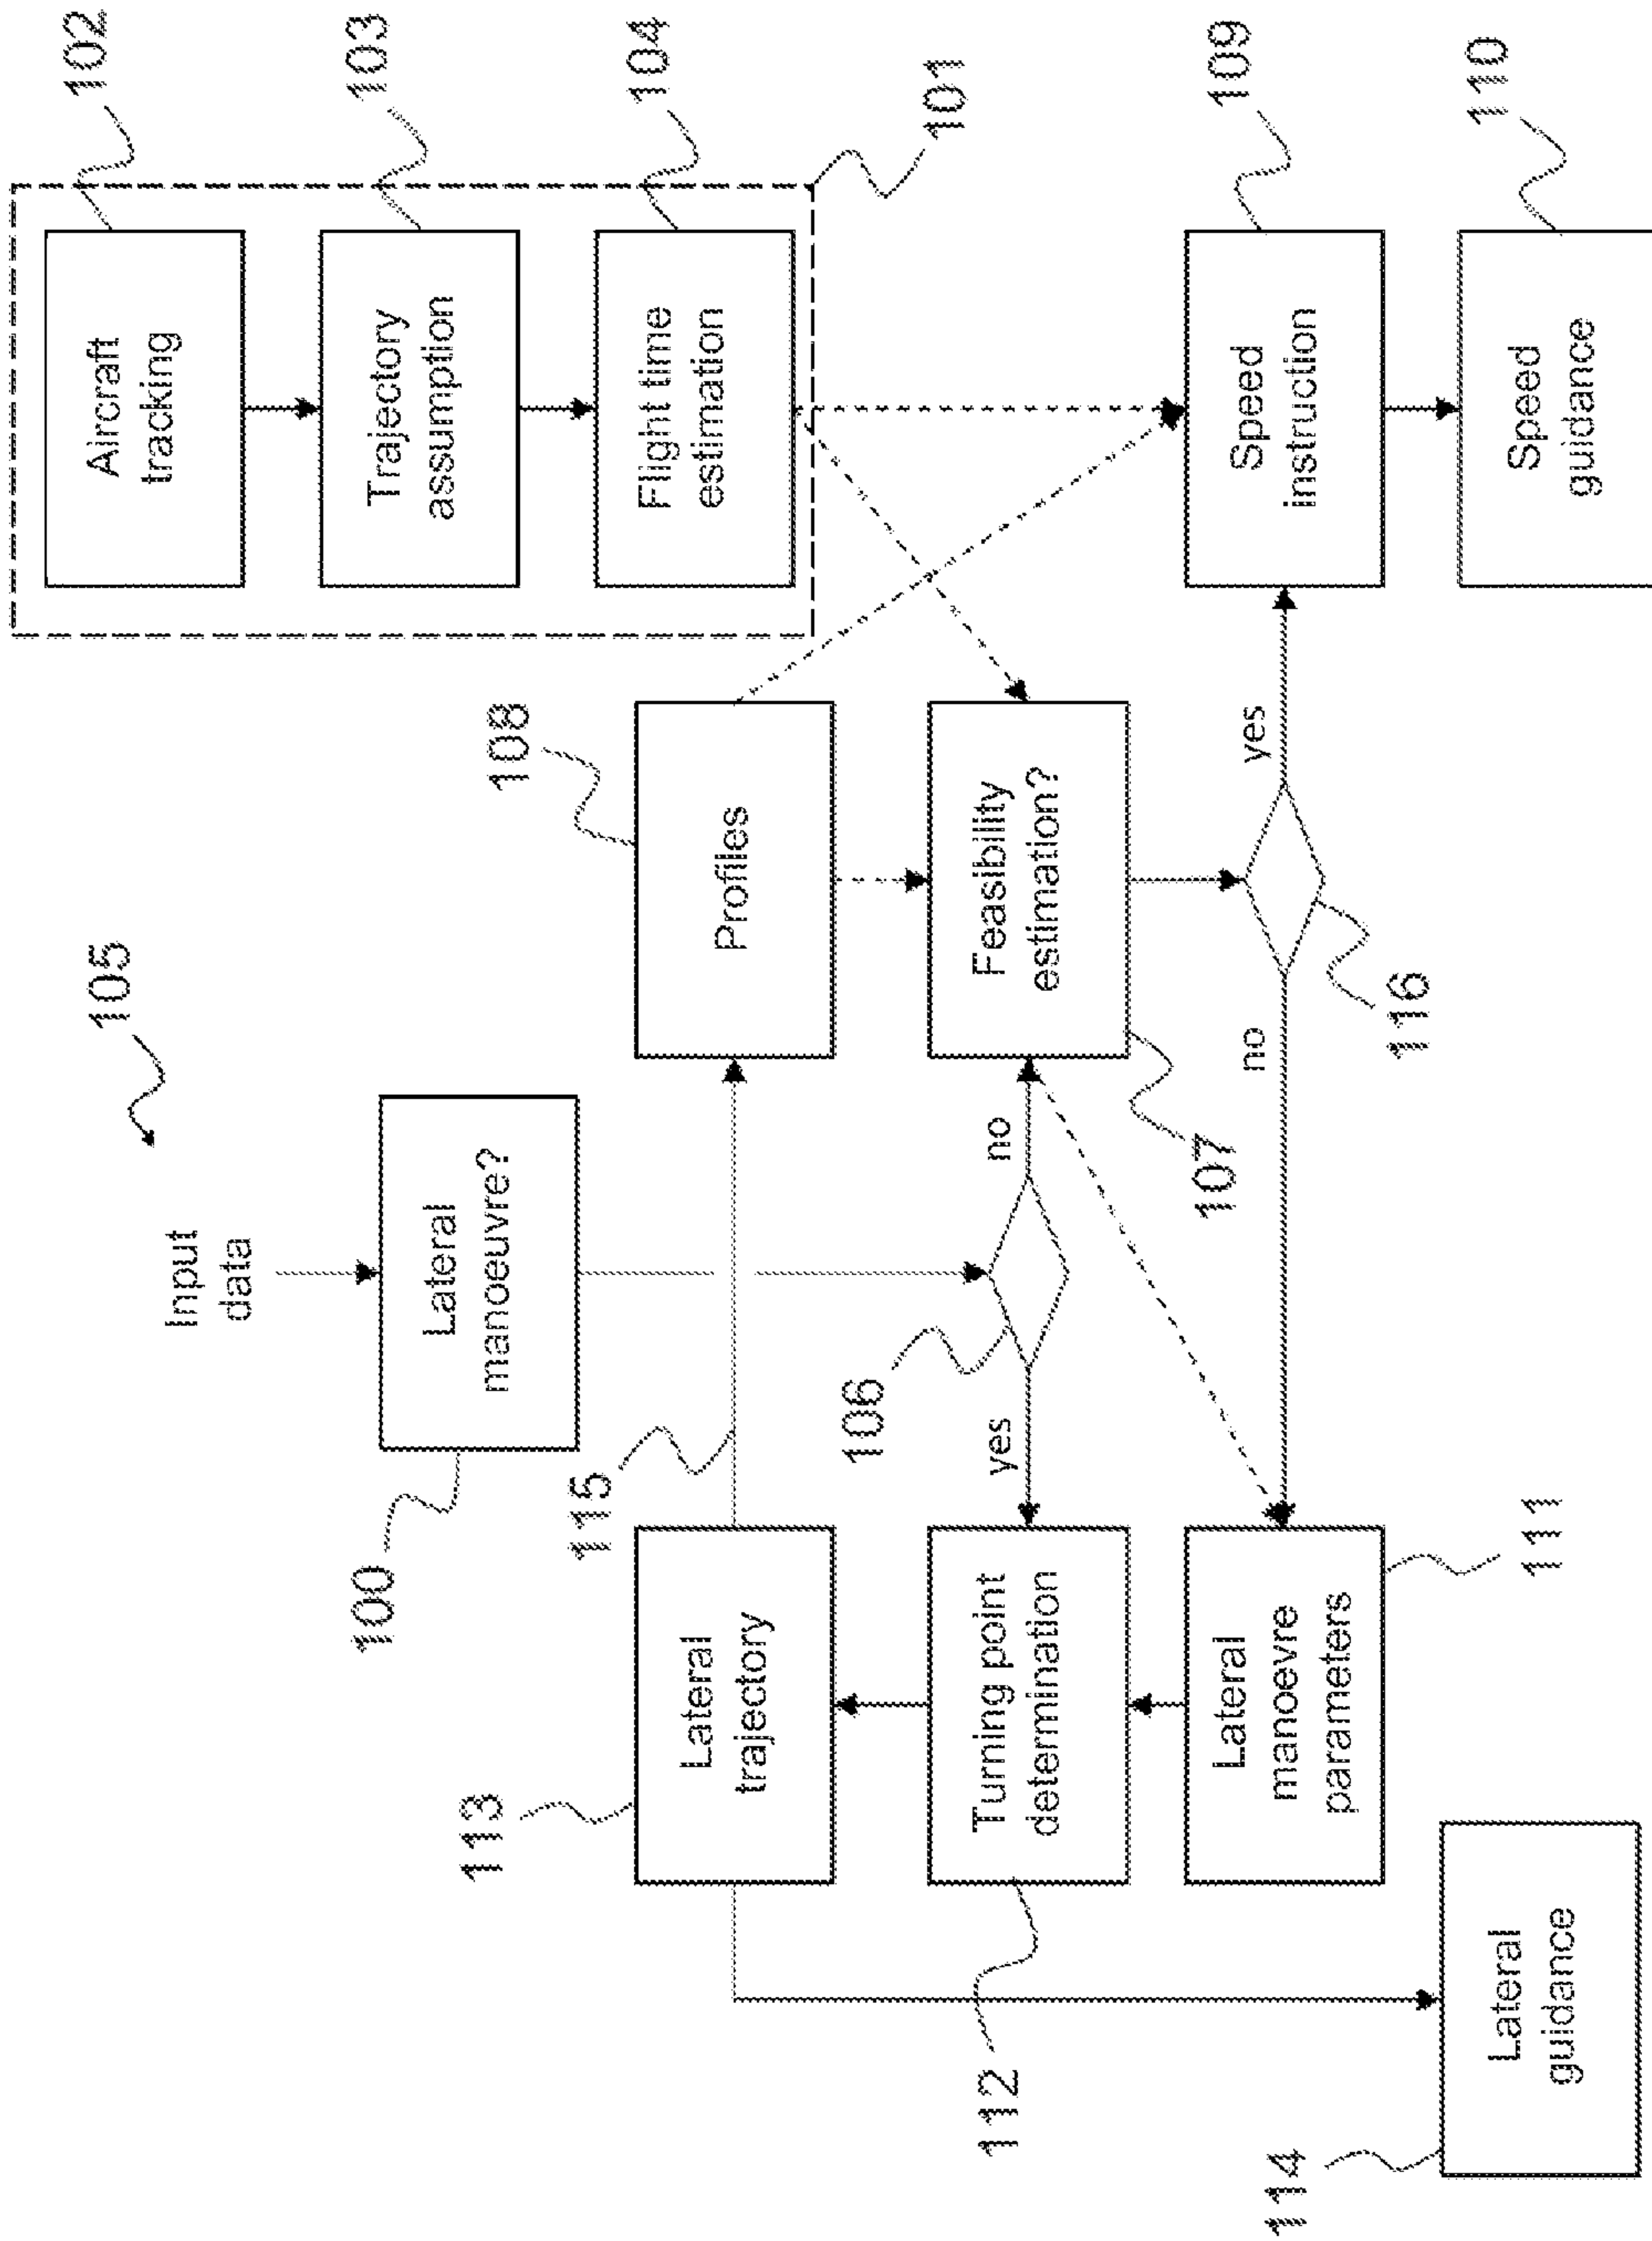 105
Input
data
102
Aircraft
tracking
Lateral
manoeuvre?
100
103
Trajectory
assumption
113
Lateral
trajectory
115
108
Profiles
104
Flight time
estimation
101
106
yes
no
Turning point
determination
112
Feasibility
estimation?
107
Lateral
manoevre
parameters
111
no
yes
116
109
Speed
instruction
114
Lateral
guidance
110
Speed
guidance